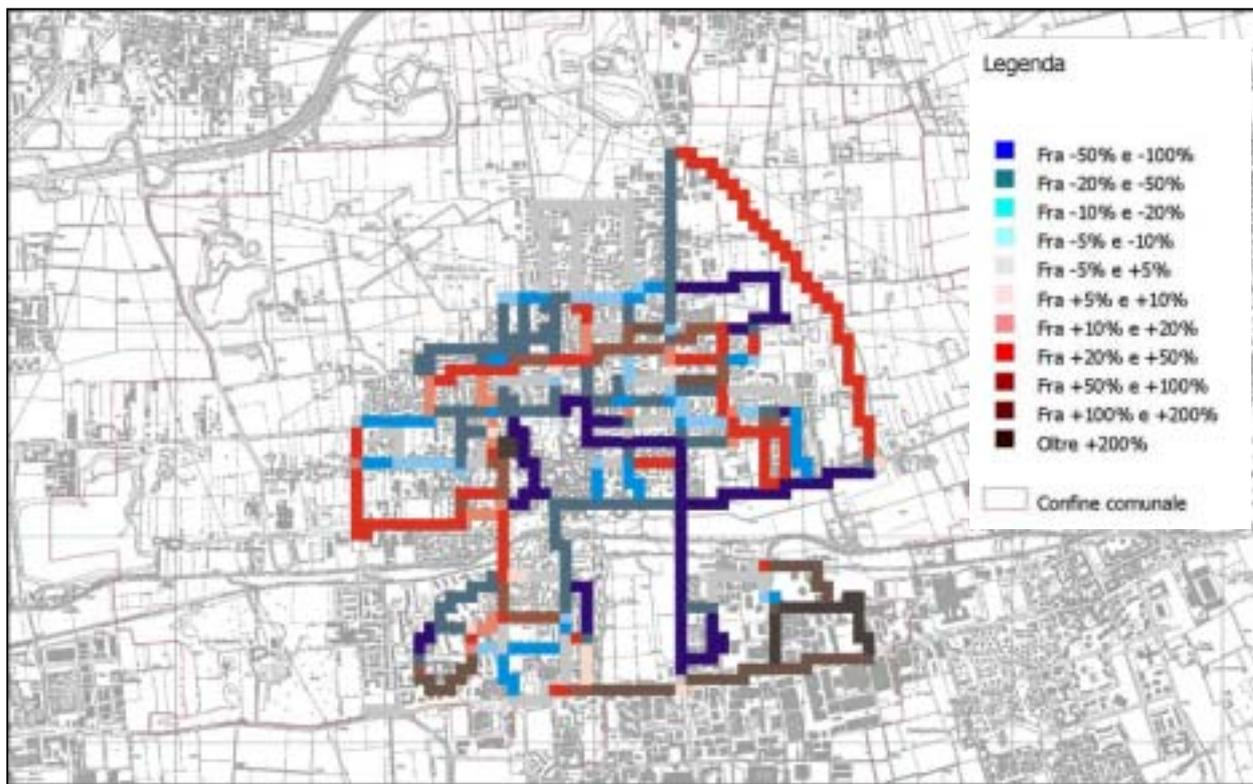 Legenda
Fra -50% e -100%
Fra -20% e -50%
Fra -10% e -20%
Fra -5% e -10%
Fra -5% e +5%
Fra +5% e +10%
Fra +10% e +20%
Fra +20% e +50%
Fra +50% e +100%
Fra +100% e +200%
Oltre +200%
Confine comunale